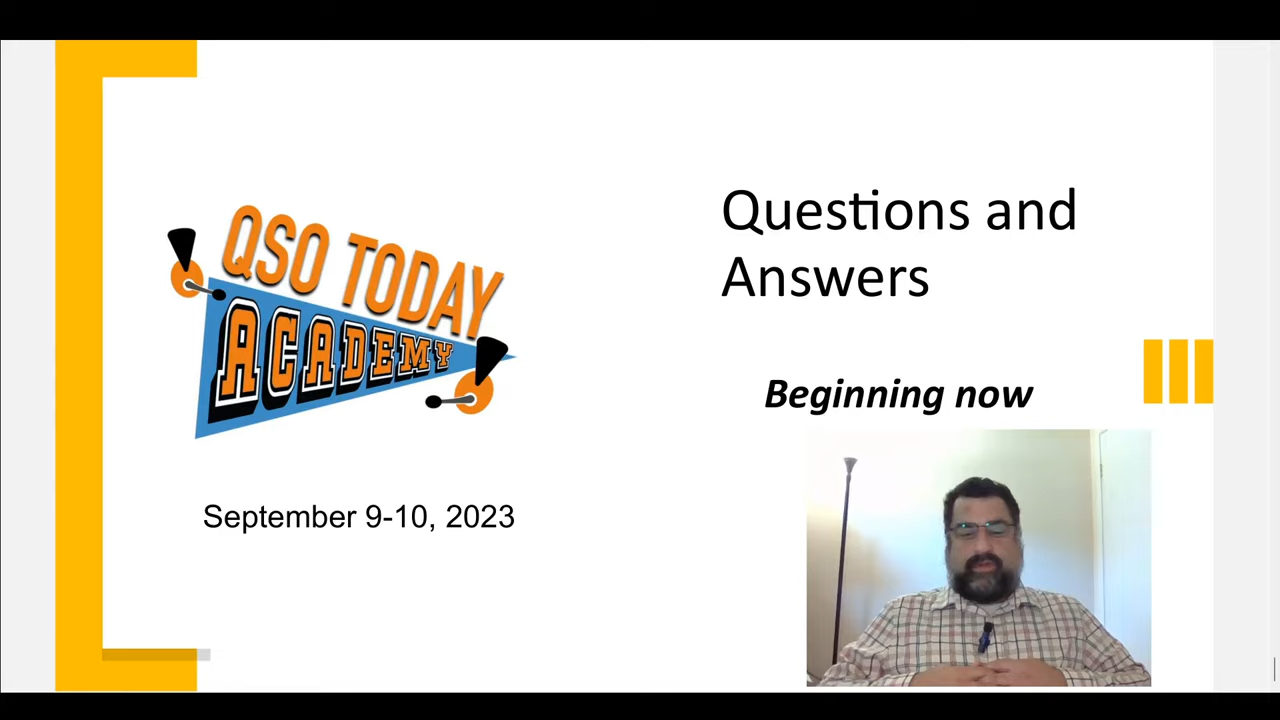 QSO TODAY
ACADEMY
September 9-10, 2023
Questions and
Answers
Beginning now